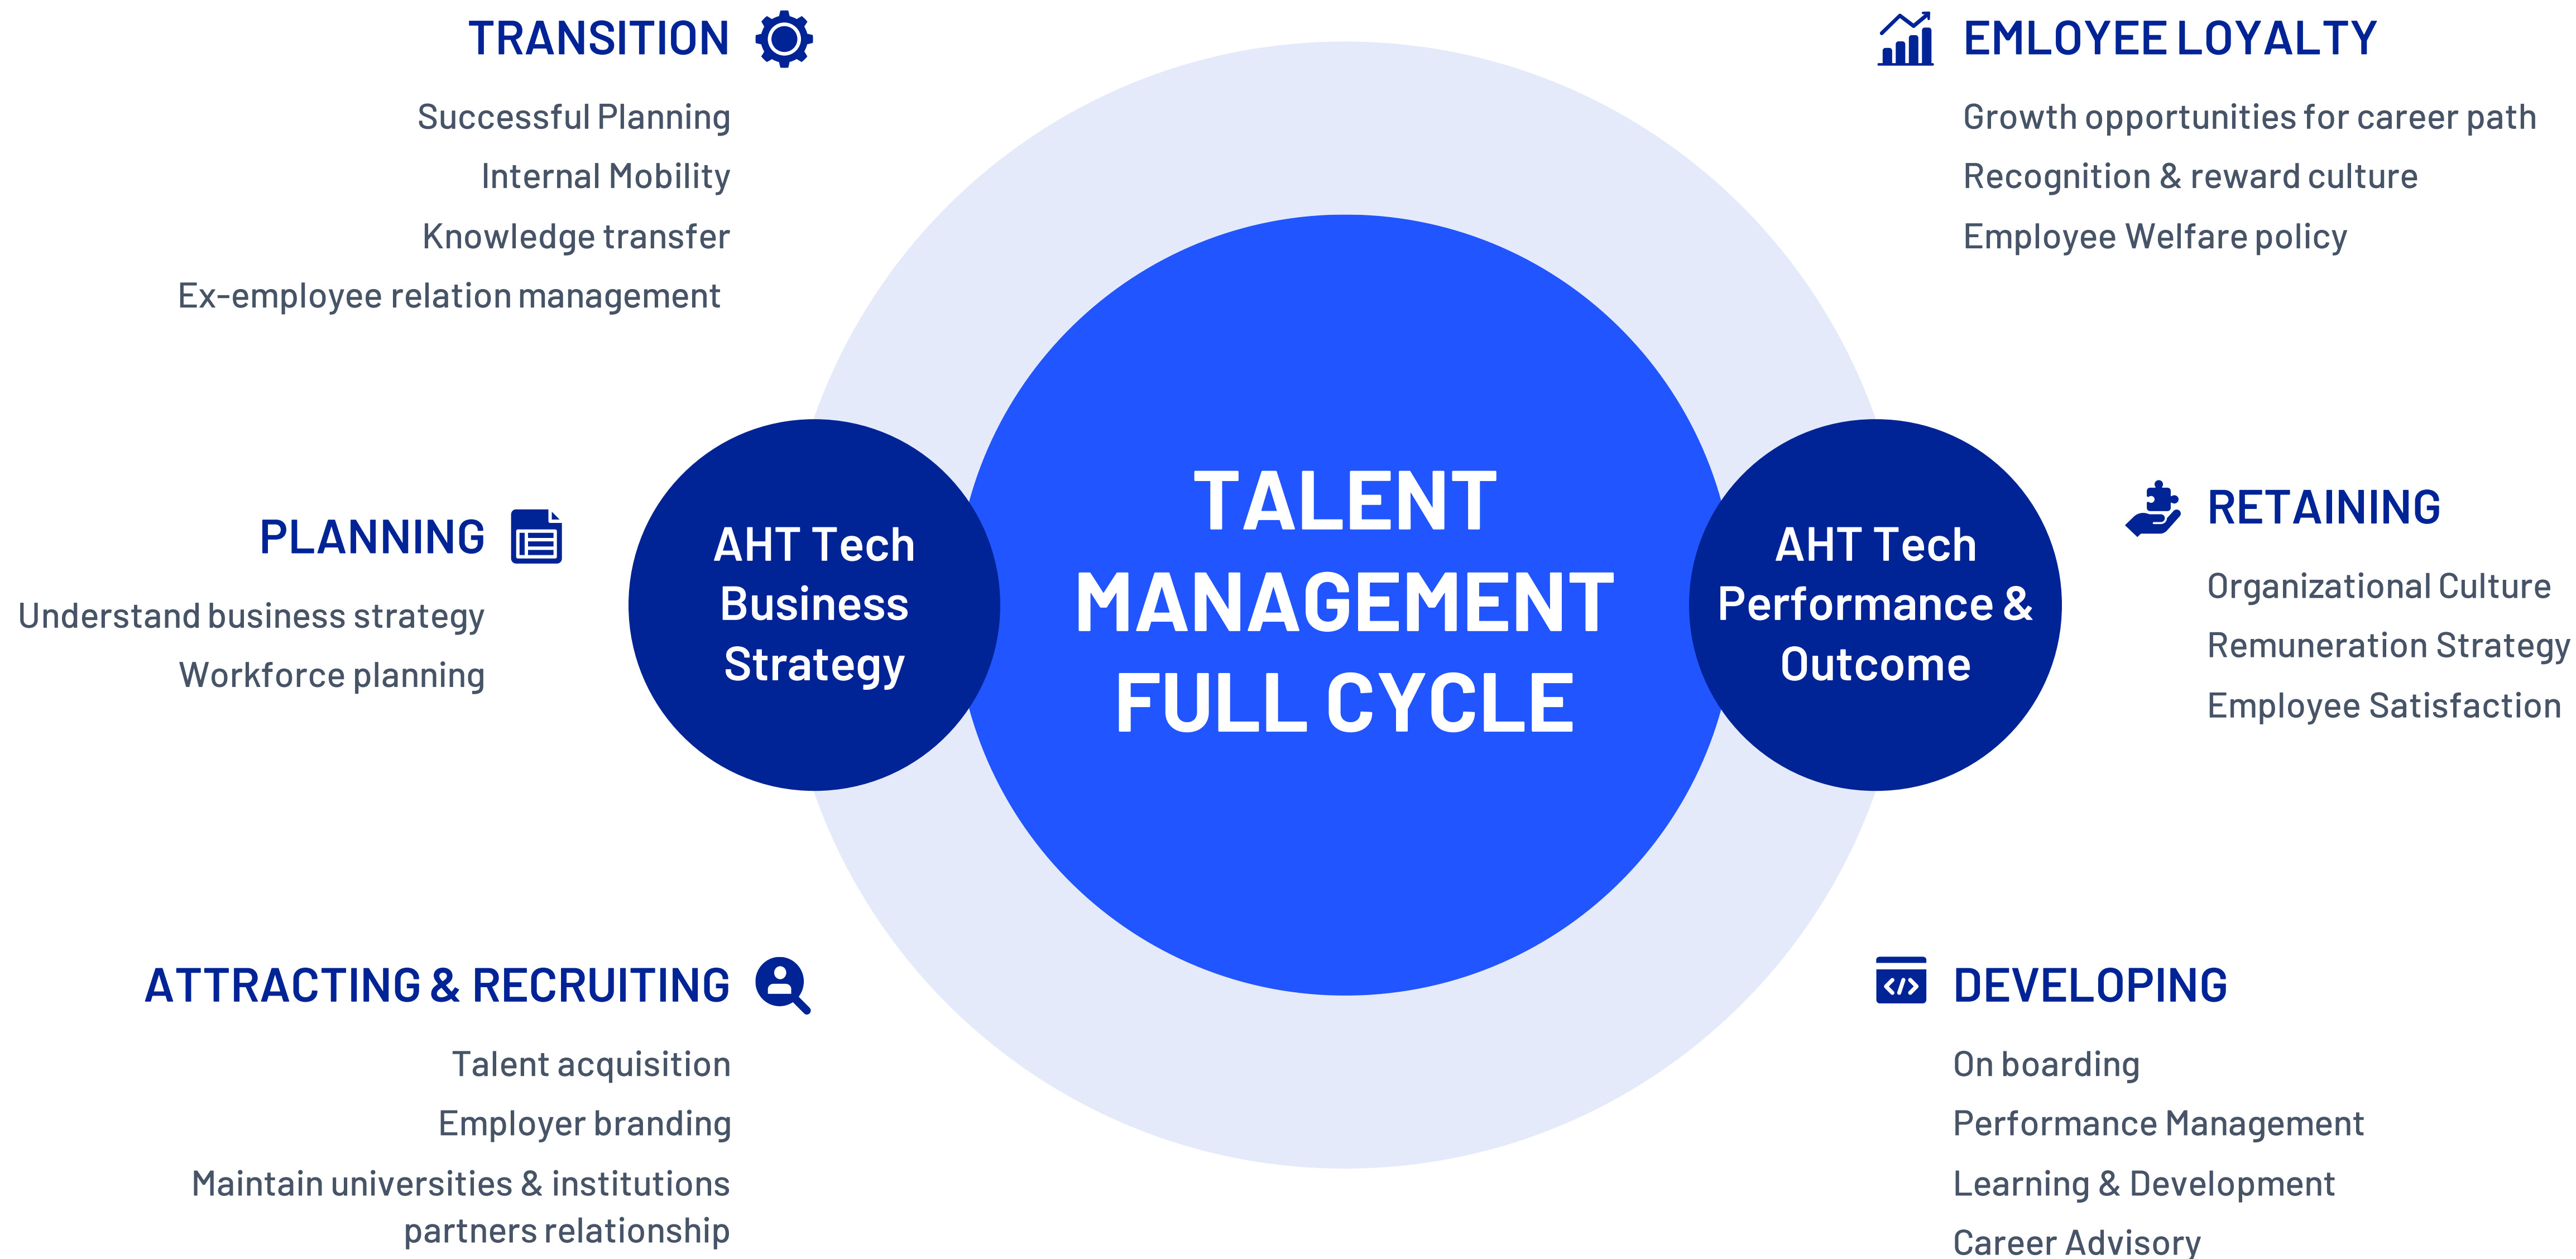 TRANSITION
Successful Planning
Internal Mobility
Knowledge transfer
Ex-employee relation management
EMLOYEE LOYALTY
Growth opportunities for career path
Recognition & reward culture
Employee Welfare policy
PLANNING
Understand business strategy
Workforce planning
AHT Tech
Business
Strategy
TALENT
MANAGEMENT
FULL CYCLE
AHT Tech
Performance &
Outcome
RETAINING
Organizational Culture
Remuneration Strategy
Employee Satisfaction
ATTRACTING & RECRUITING
Talent acquisition
Employer branding
Maintain universities & institutions
partners relationship
DEVELOPING
On boarding
Performance Management
Learning & Development
Career Advisory